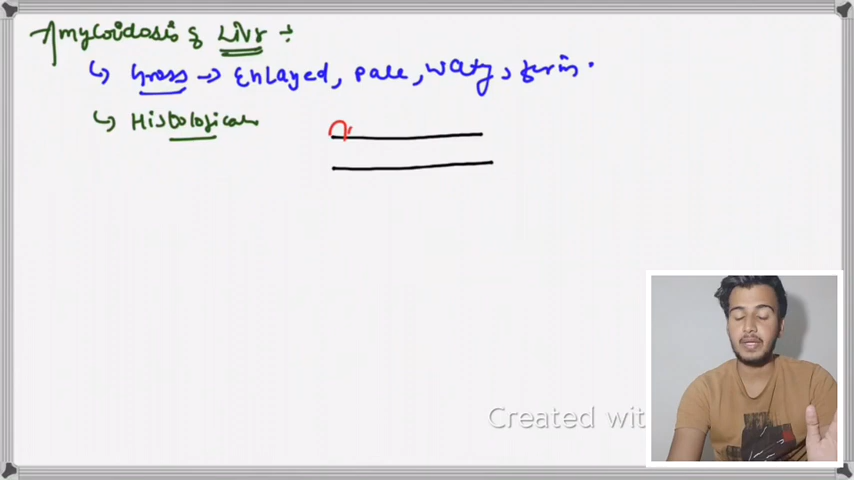 Amyloidosis of Liver ÷
↳ Gross → Enlarged, pale, waxy, firm.
↳ Histological
Created wit